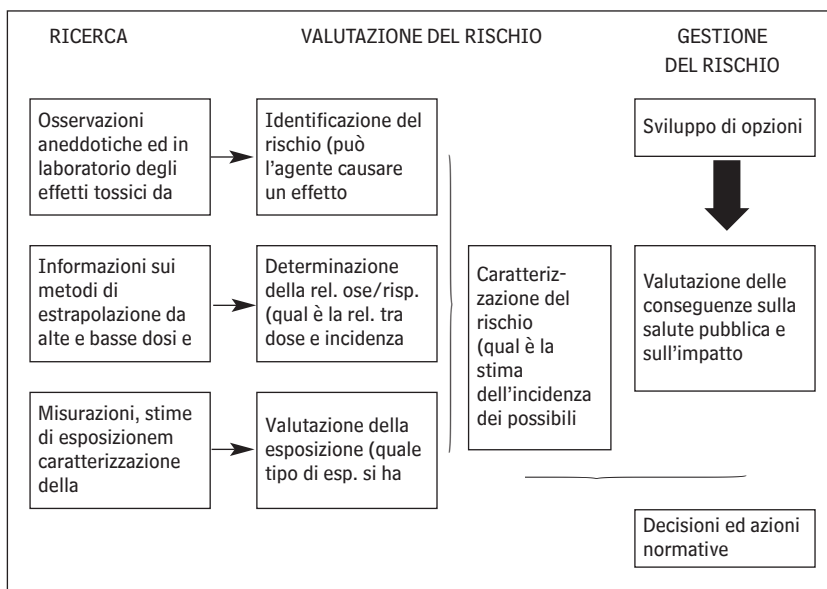 RICERCA
VALUTAZIONE DEL RISCHIO
GESTIONE
DEL RISCHIO
Osservazioni
aneddotiche ed in
laboratorio degli
effetti tossici da
Identificazione del
rischio (può
l'agente causare
un effetto
Sviluppo di opzioni
Informazioni sui
metodi di
estrapolazione da
alte e basse dosi e
Determinazione
della rel. ose/risp.
(qual è la rel. tra
dose e incidenza
Caratteriz-
zazione del
rischio
(qual è la
stima
dell'incidenza
dei possibili
Valutazione delle
conseguenze sulla
salute pubblica e
sull'impatto
Misurazioni, stime
di esposizionem
caratterizzazione
della
Valutazione della
esposizione (quale
tipo di esp. si ha
Decisioni ed azioni
normative